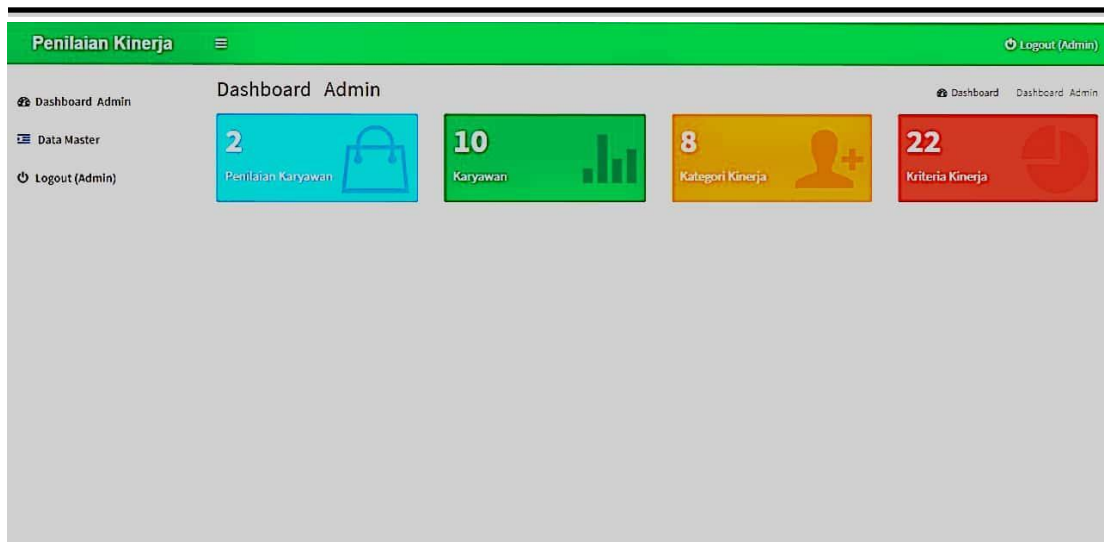 Penilaian Kinerja
Logout (Admin)
Dashboard Admin
Data Master
Logout (Admin)
Dashboard Admin
Dashboard Dashboard Admin
2
Penilaian Karyawan
10
Karyawan
8
Kategori Kinerja
22
Kriteria Kinerja